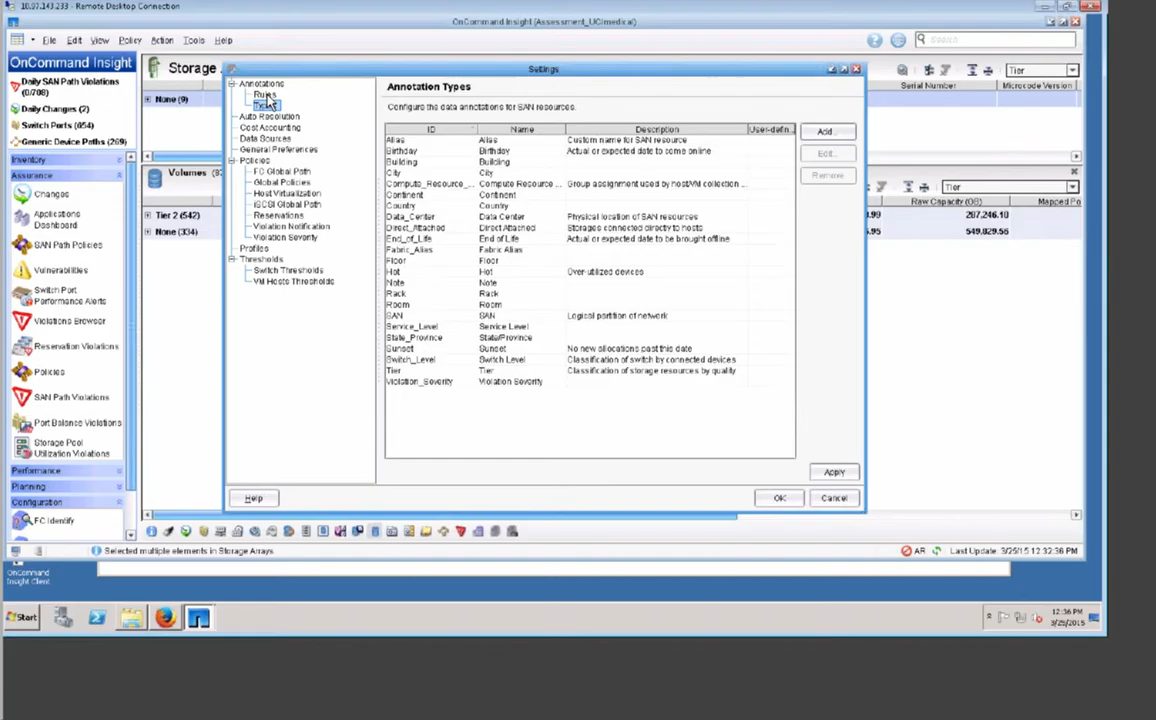 10.97.143.233 - Remote Desktop Connection
OnCommand Insight (Assessment_UCImedical)
File Edit View Policy Action Tools Help
Search
OnCommand Insight
Daily SAN Path Violations
(0/708)
Daily Changes (2)
Switch Ports (654)
Generic Device Paths (269)
Inventory
Assurance
Changes
Applications
Dashboard
SAN Path Policies
Vulnerabilities
Switch Port
Performance Alerts
Violations Browser
Reservation Violations
Policies
SAN Path Violations
Port Balance Violations
Storage Pool
Utilization Violations
Performance
Planning
Configuration
FC Identify
Storage
None (9)
Volumes
Tier 2 (542)
None (334)
Tier
Serial Number Microcode Version
Tier
Raw Capacity (GB) Mapped Po
.99 287,246.10
.95 549,829.56
Settings
Annotations
Rules
Types
Auto Resolution
Cost Accounting
Data Sources
General Preferences
Policies
FC Global Path
Global Policies
Host Virtualization
iSCSI Global Path
Reservations
Violation Notification
Violation Severity
Profiles
Thresholds
Switch Thresholds
VM Hosts Thresholds
Annotation Types
Configure the data annotations for SAN resources.
ID Name Description User-defin...
Alias Alias Custom name for SAN resource
Birthday Birthday Actual or expected date to come online
Building Building
City City
Compute_Resource_... Compute Resource ... Group assignment used by host/VM collection ...
Continent Continent
Country Country
Data_Center Data Center Physical location of SAN resources
Direct_Attached Direct Attached Storages connected directly to hosts
End_of_Life End of Life Actual or expected date to be brought offline
Fabric_Alias Fabric Alias
Floor Floor
Hot Hot Over-utilized devices
Note Note
Rack Rack
Room Room
SAN SAN Logical partition of network
Service_Level Service Level
State_Province State/Province
Sunset Sunset No new allocations past this date
Switch_Level Switch Level Classification of switch by connected devices
Tier Tier Classification of storage resources by quality
Violation_Severity Violation Severity
Add...
Edit...
Remove
Apply
Help
OK
Cancel
Selected multiple elements in Storage Arrays.
AR
Last Update: 3/25/15 12:32:36 PM
OnCommand
Insight Client
Start
12:36 PM
3/25/2015